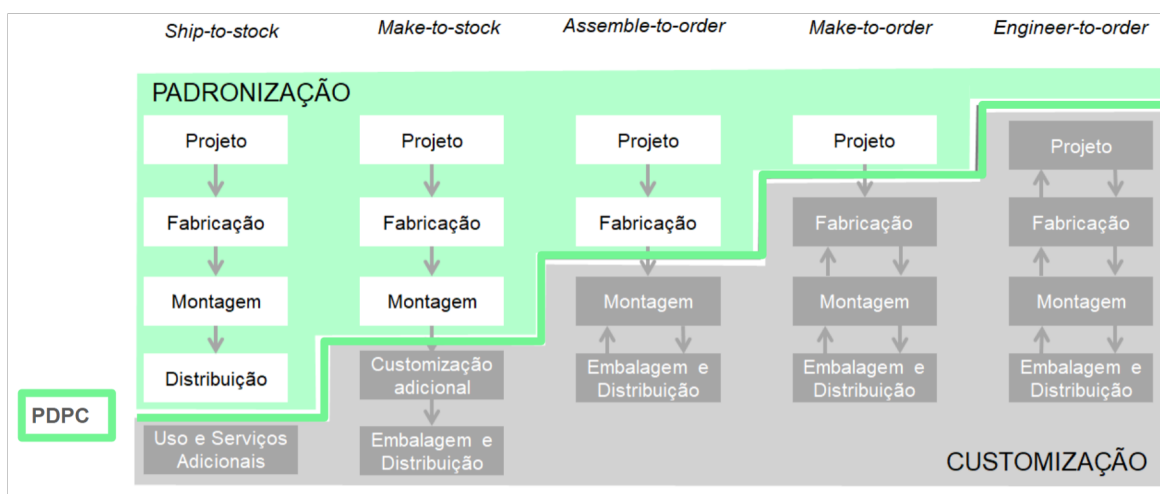 Ship-to-stock
Make-to-stock
Assemble-to-order
Make-to-order
Engineer-to-order
PADRONIZAÇÃO
Projeto
Projeto
Projeto
Projeto
Projeto
Fabricação
Fabricação
Fabricação
Fabricação
Fabricação
Montagem
Montagem
Montagem
Montagem
Montagem
Distribuição
Customização
adicional
Embalagem e
Distribuição
Embalagem e
Distribuição
Embalagem e
Distribuição
PDPC
Uso e Serviços
Adicionais
Embalagem e
Distribuição
CUSTOMIZAÇÃO